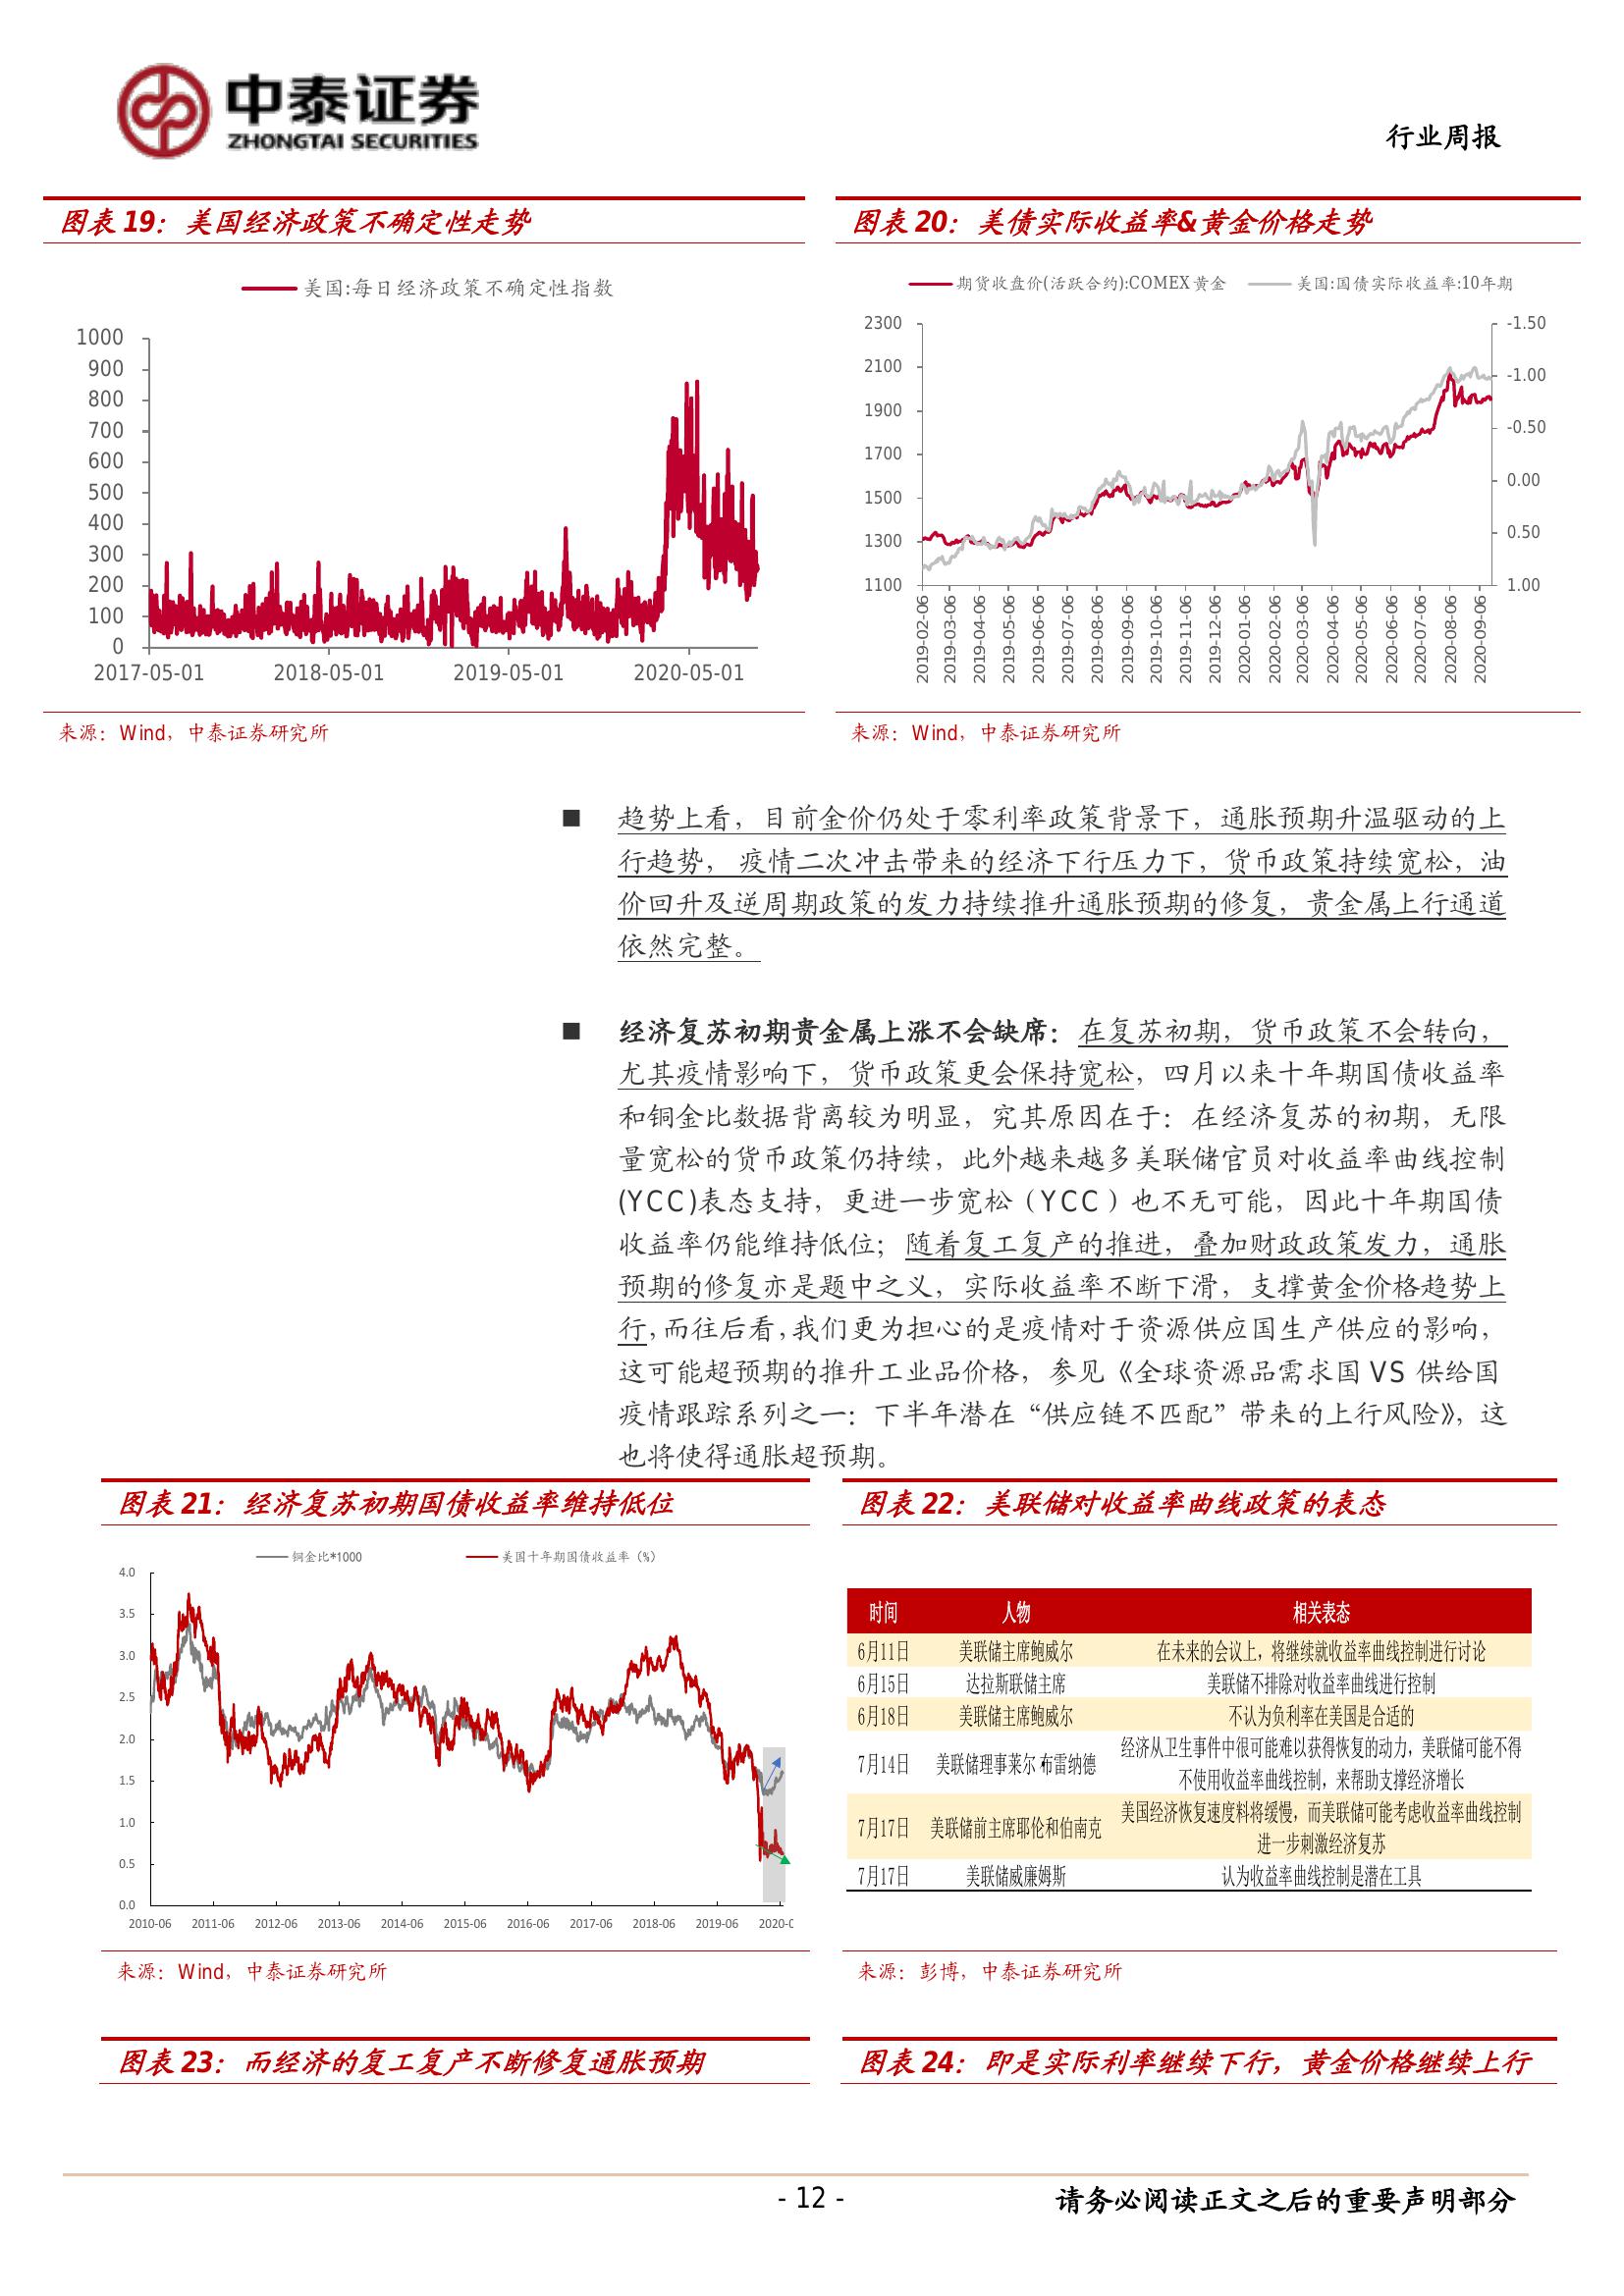 中泰证券
ZHONGTAI SECURITIES
行业周报
图表 19：美国经济政策不确定性走势
美国:每日经济政策不确定性指数
1000
900
800
700
600
500
400
300
200
100
0
2017-05-01 2018-05-01 2019-05-01 2020-05-01
来源：Wind，中泰证券研究所
图表 20：美债实际收益率&黄金价格走势
期货收盘价(活跃合约):COMEX黄金 美国:国债实际收益率:10年期
2300
2100
1900
1700
1500
1300
1100
-1.50
-1.00
-0.50
0.00
0.50
1.00
2019-02-06
2019-03-06
2019-04-06
2019-05-06
2019-06-06
2019-07-06
2019-08-06
2019-09-06
2019-10-06
2019-11-06
2019-12-06
2020-01-06
2020-02-06
2020-03-06
2020-04-06
2020-05-06
2020-06-06
2020-07-06
2020-08-06
2020-09-06
来源：Wind，中泰证券研究所
■ 趋势上看，目前金价仍处于零利率政策背景下，通胀预期升温驱动的上
行趋势， 疫情二次冲击带来的经济下行压力下，货币政策持续宽松，油
价回升及逆周期政策的发力持续推升通胀预期的修复，贵金属上行通道
依然完整。
■ 经济复苏初期贵金属上涨不会缺席：在复苏初期，货币政策不会转向，
尤其疫情影响下，货币政策更会保持宽松，四月以来十年期国债收益率
和铜金比数据背离较为明显，究其原因在于：在经济复苏的初期，无限
量宽松的货币政策仍持续，此外越来越多美联储官员对收益率曲线控制
(YCC)表态支持，更进一步宽松（YCC）也不无可能，因此十年期国债
收益率仍能维持低位；随着复工复产的推进，叠加财政政策发力，通胀
预期的修复亦是题中之义，实际收益率不断下滑，支撑黄金价格趋势上
行，而往后看，我们更为担心的是疫情对于资源供应国生产供应的影响，
这可能超预期的推升工业品价格，参见《全球资源品需求国 VS 供给国
疫情跟踪系列之一：下半年潜在“供应链不匹配”带来的上行风险》，这
也将使得通胀超预期。
图表 21：经济复苏初期国债收益率维持低位
铜金比*1000 美国十年期国债收益率（%）
4.0
3.5
3.0
2.5
2.0
1.5
1.0
0.5
0.0
2010-06 2011-06 2012-06 2013-06 2014-06 2015-06 2016-06 2017-06 2018-06 2019-06 2020-0
来源：Wind，中泰证券研究所
图表 22：美联储对收益率曲线政策的表态
时间 人物 相关表态
6月11日 美联储主席鲍威尔 在未来的会议上，将继续就收益率曲线控制进行讨论
6月15日 达拉斯联储主席 美联储不排除对收益率曲线进行控制
6月18日 美联储主席鲍威尔 不认为负利率在美国是合适的
7月14日 美联储理事莱尔·布雷纳德 经济从卫生事件中很可能难以获得恢复的动力，美联储可能不得
不使用收益率曲线控制，来帮助支撑经济增长
7月17日 美联储前主席耶伦和伯南克 美国经济恢复速度料将缓慢，而美联储可能考虑收益率曲线控制
进一步刺激经济复苏
7月17日 美联储威廉姆斯 认为收益率曲线控制是潜在工具
来源：彭博，中泰证券研究所
图表 23：而经济的复工复产不断修复通胀预期
图表 24：即是实际利率继续下行，黄金价格继续上行
- 12 -
请务必阅读正文之后的重要声明部分